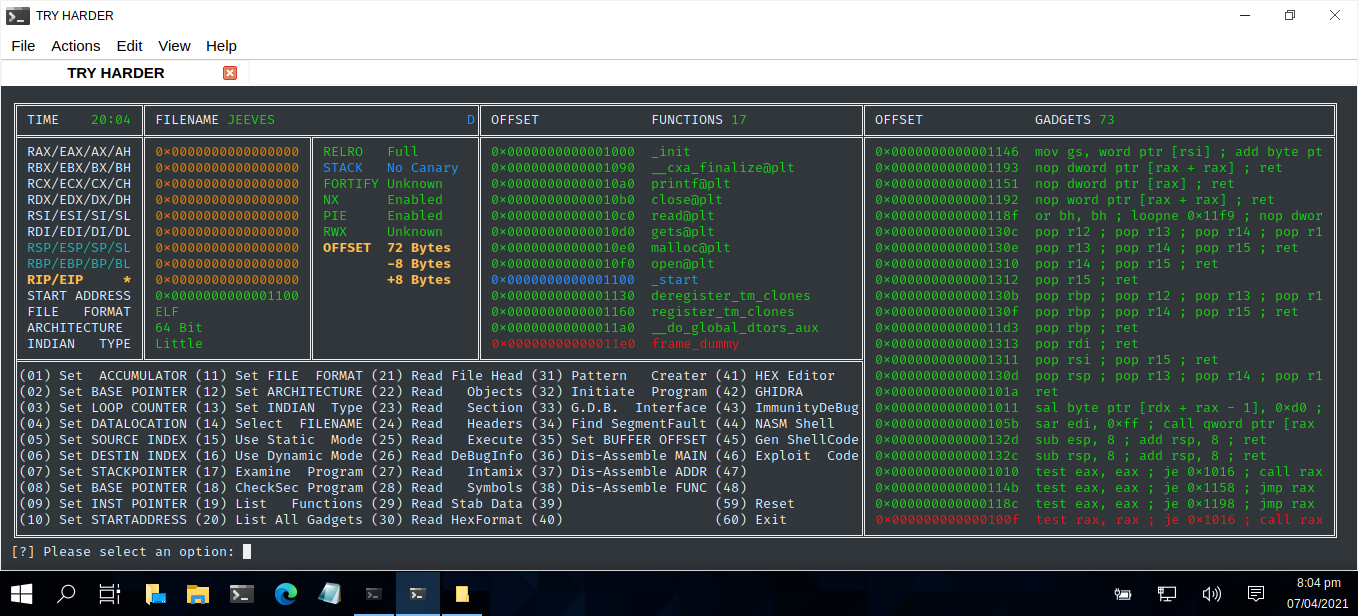 TRY HARDER
File Actions Edit View Help
TRY HARDER
TIME 20:04 FILENAME JEEVES D OFFSET FUNCTIONS 17 OFFSET GADGETS 73
RAX/EAX/AX/AH 0×0000000000000000 RELRO Full 0×0000000000001000 _init 0×0000000000001146 mov gs, word ptr [rsi] ; add byte pt
RBX/EBX/BX/BH 0×0000000000000000 STACK No Canary 0×0000000000001090 __cxa_finalize@plt 0×0000000000001193 nop dword ptr [rax + rax] ; ret
RCX/ECX/CX/CH 0×0000000000000000 FORTIFY Unknown 0×00000000000010a0 printf@plt 0×0000000000001151 nop dword ptr [rax] ; ret
RDX/EDX/DX/DH 0×0000000000000000 NX Enabled 0×00000000000010b0 close@plt 0×0000000000001192 nop word ptr [rax + rax] ; ret
RSI/ESI/SI/SL 0×0000000000000000 PIE Enabled 0×00000000000010c0 read@plt 0×000000000000118f or bh, bh ; loopne 0×11f9 ; nop dwor
RDI/EDI/DI/DL 0×0000000000000000 RWX Unknown 0×00000000000010d0 gets@plt 0×000000000000130c pop r12 ; pop r13 ; pop r14 ; pop r1
RSP/ESP/SP/SL 0×0000000000000000 OFFSET 72 Bytes 0×00000000000010e0 malloc@plt 0×000000000000130e pop r13 ; pop r14 ; pop r15 ; ret
RBP/EBP/BP/BL 0×0000000000000000 -8 Bytes 0×00000000000010f0 open@plt 0×0000000000001310 pop r14 ; pop r15 ; ret
RIP/EIP * 0×0000000000000000 +8 Bytes 0×0000000000001100 _start 0×0000000000001312 pop r15 ; ret
START ADDRESS 0×0000000000001100 0×0000000000001130 deregister_tm_clones 0×000000000000130b pop rbp ; pop r12 ; pop r13 ; pop r1
FILE FORMAT ELF 0×0000000000001160 register_tm_clones 0×000000000000130f pop rbp ; pop r14 ; pop r15 ; ret
ARCHITECTURE 64 Bit 0×00000000000011a0 __do_global_dtors_aux 0×00000000000011d3 pop rbp ; ret
INDIAN TYPE Little 0×00000000000011e0 frame_dummy 0×0000000000001313 pop rdi ; ret
0×0000000000001311 pop rsi ; pop r15 ; ret
(01) Set ACCUMULATOR (11) Set FILE FORMAT (21) Read File Head (31) Pattern Creater (41) HEX Editor 0×000000000000130d pop rsp ; pop r13 ; pop r14 ; pop r1
(02) Set BASE POINTER (12) Set ARCHITECTURE (22) Read Objects (32) Initiate Program (42) GHIDRA 0×000000000000101a ret
(03) Set LOOP COUNTER (13) Set INDIAN Type (23) Read Section (33) G.D.B. Interface (43) ImmunityDeBug 0×0000000000001011 sal byte ptr [rdx + rax - 1], 0×d0 ;
(04) Set DATALOCATION (14) Select FILENAME (24) Read Headers (34) Find SegmentFault (44) NASM Shell 0×000000000000105b sar edi, 0×ff ; call qword ptr [rax
(05) Set SOURCE INDEX (15) Use Static Mode (25) Read Execute (35) Set BUFFER OFFSET (45) Gen ShellCode 0×000000000000132d sub esp, 8 ; add rsp, 8 ; ret
(06) Set DESTIN INDEX (16) Use Dynamic Mode (26) Read DeBugInfo (36) Dis-Assemble MAIN (46) Exploit Code 0×000000000000132c sub rsp, 8 ; add rsp, 8 ; ret
(07) Set STACKPOINTER (17) Examine Program (27) Read Intamix (37) Dis-Assemble ADDR (47) 0×0000000000001010 test eax, eax ; je 0×1016 ; call rax
(08) Set BASE POINTER (18) CheckSec Program (28) Read Symbols (38) Dis-Assemble FUNC (48) 0×000000000000114b test eax, eax ; je 0×1158 ; jmp rax
(09) Set INST POINTER (19) List Functions (29) Read Stab Data (39) (59) Reset 0×000000000000118c test eax, eax ; je 0×1198 ; jmp rax
(10) Set STARTADDRESS (20) List All Gadgets (30) Read HexFormat (40) (60) Exit 0×000000000000100f test rax, rax ; je 0×1016 ; call rax
[?] Please select an option:
8:04 pm
07/04/2021